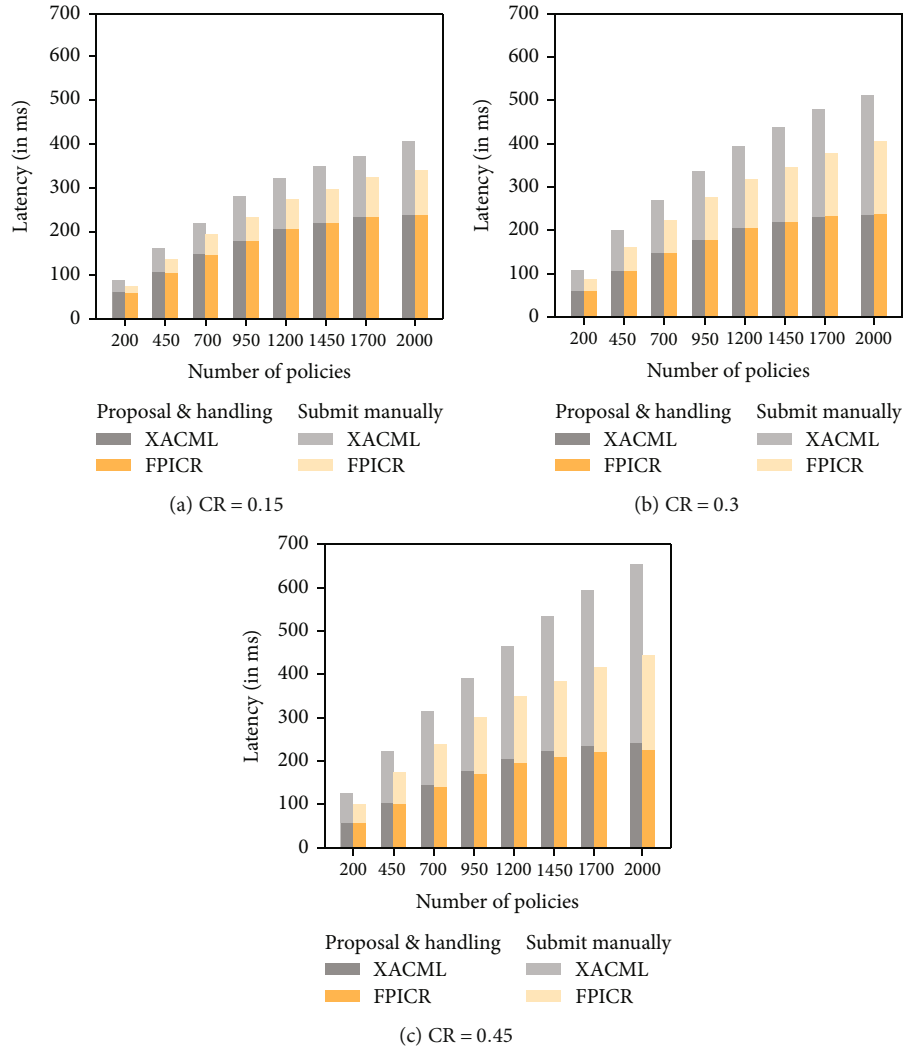 700
600
500
400
300
200
100
0
Latency (in ms)
200 450 700 950 1200 1450 1700 2000
Number of policies
Proposal & handling Submit manually
XACML XACML
FPICR FPICR
(a) CR = 0.15
700
600
500
400
300
200
100
0
Latency (in ms)
200 450 700 950 1200 1450 1700 2000
Number of policies
Proposal & handling Submit manually
XACML XACML
FPICR FPICR
(b) CR = 0.3
700
600
500
400
300
200
100
0
Latency (in ms)
200 450 700 950 1200 1450 1700 2000
Number of policies
Proposal & handling Submit manually
XACML XACML
FPICR FPICR
(c) CR = 0.45